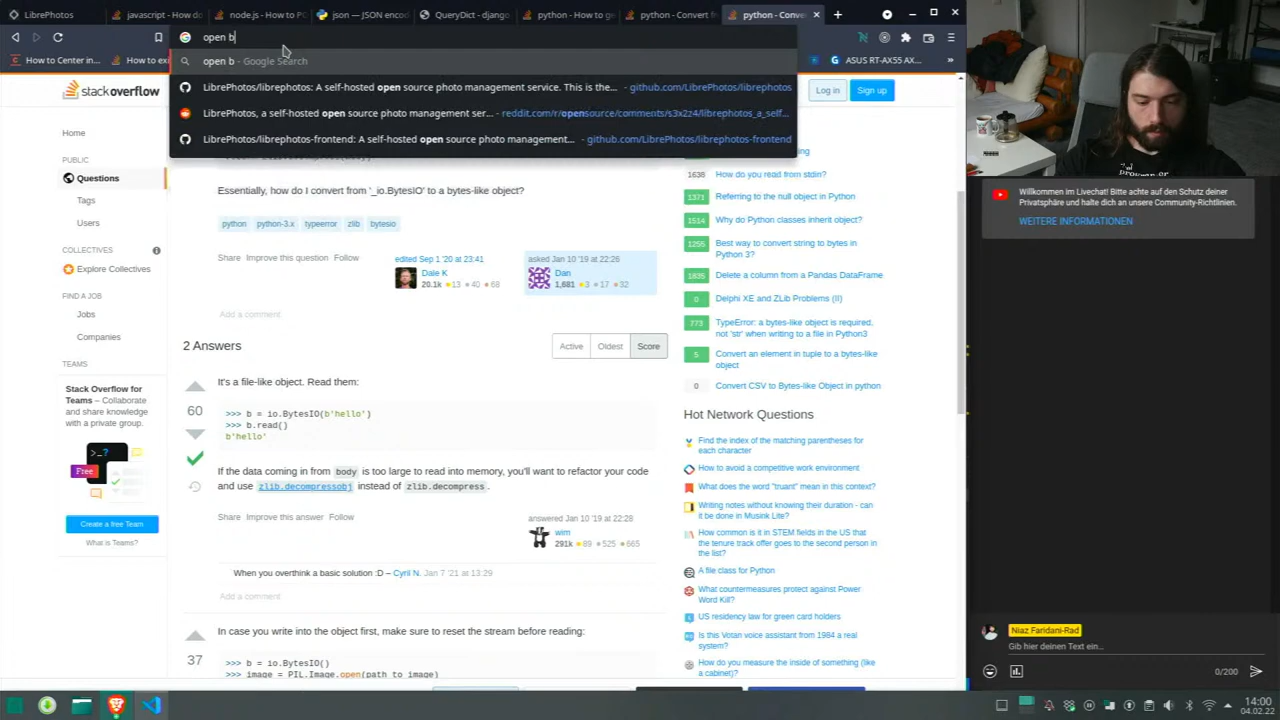 LibrePhotos
javascript - How do
node.js - How to PO
json — JSON encod
QueryDict - djang
python - How to ge
python - Convert f
python - Conve
open b
How to Center in...
How to exi
ASUS RT-AX55 AX...
open b - Google Search
LibrePhotos/librephotos: A self-hosted open source photo management service. This is the... - github.com/LibrePhotos/librephotos
LibrePhotos, a self-hosted open source photo management ser... - reddit.com/r/opensource/comments/s3x2z4/librephotos_a_self...
LibrePhotos/librephotos-frontend: A self-hosted open source photo management... - github.com/LibrePhotos/librephotos-frontend
stackoverflow
Log in
Sign up
Home
PUBLIC
Questions
Tags
Users
COLLECTIVES
Explore Collectives
FIND A JOB
Jobs
Companies
TEAMS
Stack Overflow for
Teams – Collaborate
and share knowledge
with a private group.
>_?
Free
Create a free Team
What is Teams?
Essentially, how do I convert from '_io.BytesIO' to a bytes-like object?
python
python-3.x
typeerror
zlib
bytesio
Share Improve this question Follow
edited Sep 1 '20 at 23:41
Dale K
20.1k 13 40 68
asked Jan 10 '19 at 22:26
Dan
1,681 3 17 32
Add a comment
2 Answers
Active
Oldest
Score
It's a file-like object. Read them:
60
>>> b = io.BytesIO(b'hello')
>>> b.read()
b'hello'
If the data coming in from body is too large to read into memory, you'll want to refactor your code
and use zlib.decompressobj instead of zlib.decompress.
Share Improve this answer Follow
answered Jan 10 '19 at 22:28
wim
291k 89 525 665
When you overthink a basic solution :D – Cyril N. Jan 7 '21 at 13:29
Add a comment
In case you write into the object first, make sure to reset the stream before reading:
37
>>> b = io.BytesIO()
>>> image = PIL.Image.open(path_to_image)
1638 How do you read from stdin?
1371 Referring to the null object in Python
1514 Why do Python classes inherit object?
1255 Best way to convert string to bytes in
Python 3?
1835 Delete a column from a Pandas DataFrame
0 Delphi XE and ZLib Problems (II)
773 TypeError: a bytes-like object is required,
not 'str' when writing to a file in Python3
5 Convert an element in tuple to a bytes-like
object
0 Convert CSV to Bytes-like Object in python
Hot Network Questions
Find the index of the matching parentheses for
each character
How to avoid a competitive work environment
What does the word "truant" mean in this context?
Writing notes without knowing their duration - can
it be done in Musink Lite?
How common is it in STEM fields in the US that
the tenure track offer goes to the second person in
the list?
A file class for Python
What countermeasures protect against Power
Word Kill?
US residency law for green card holders
Is this Votan voice assistant from 1984 a real
system?
How do you measure the inside of something (like
a cabinet)?
Willkommen im Livechat! Bitte achte auf den Schutz deiner
Privatsphäre und halte dich an unsere Community-Richtlinien.
WEITERE INFORMATIONEN
Niaz Faridani-Rad
Gib hier deinen Text ein...
0/200
14:00
04.02.22